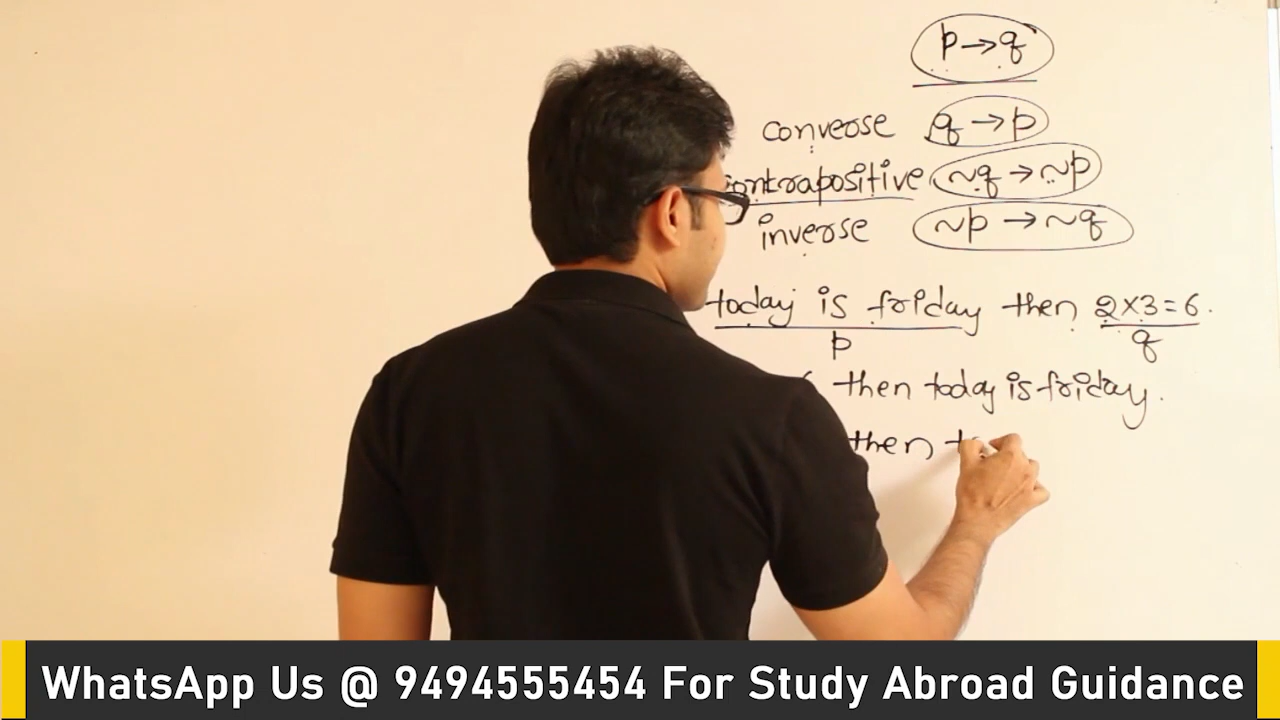 p→q
converse q→p
contrapositive ~q→~p
inverse ~p→~q
today is friday then 2×3=6.
p q
then today is friday.
then
WhatsApp Us @ 9494555454 For Study Abroad Guidance